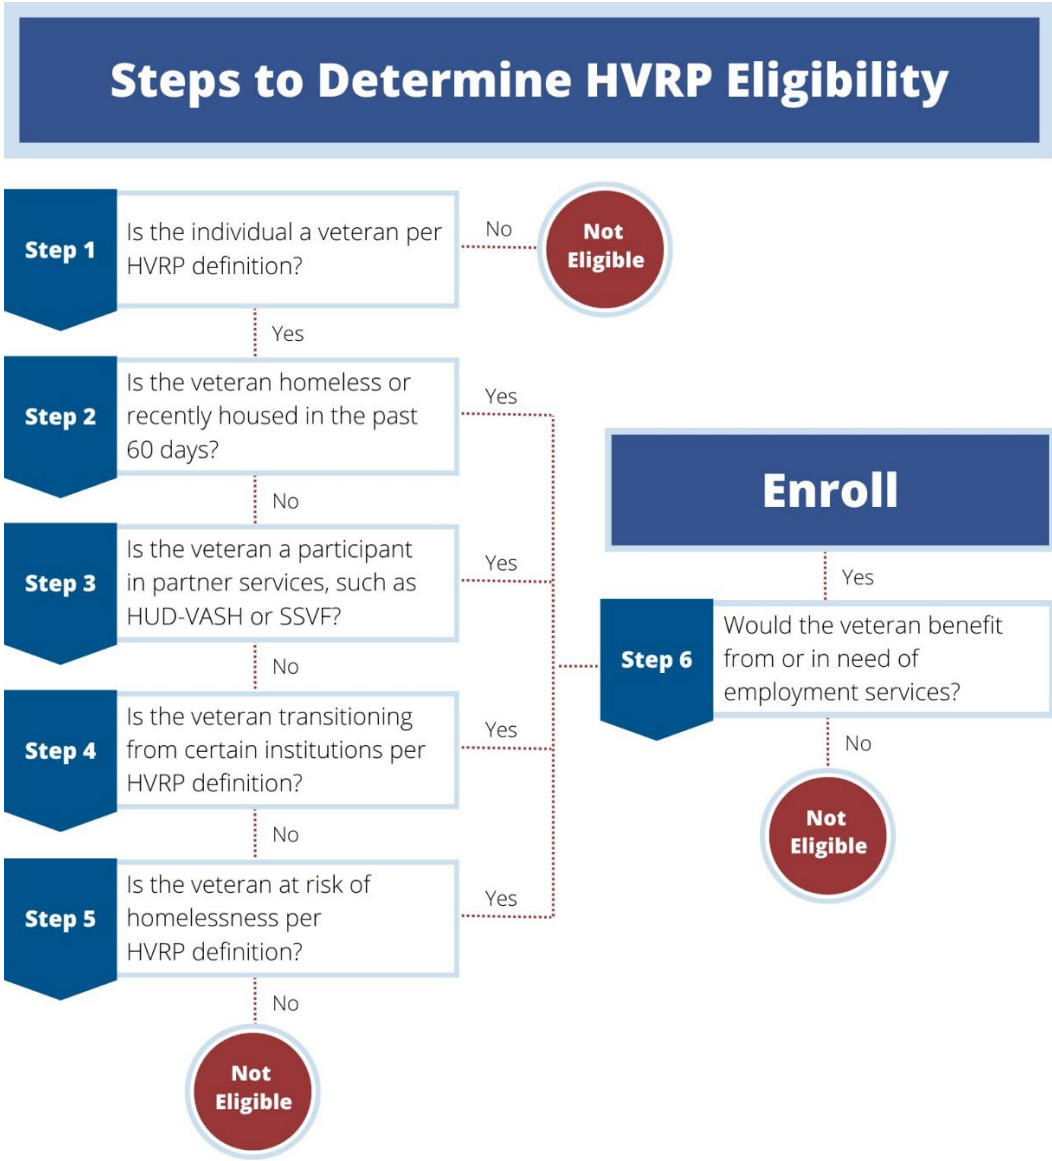 Steps to Determine HVRP Eligibility
Step 1
Is the individual a veteran per
HVRP definition?
No
Not
Eligible
Yes
Step 2
Is the veteran homeless or
recently housed in the past
60 days?
Yes
No
Step 3
Is the veteran a participant
in partner services, such as
HUD-VASH or SSVF?
Yes
No
Step 4
Is the veteran transitioning
from certain institutions per
HVRP definition?
Yes
No
Step 5
Is the veteran at risk of
homelessness per
HVRP definition?
Yes
No
Not
Eligible
Enroll
Yes
Step 6
Would the veteran benefit
from or in need of
employment services?
No
Not
Eligible